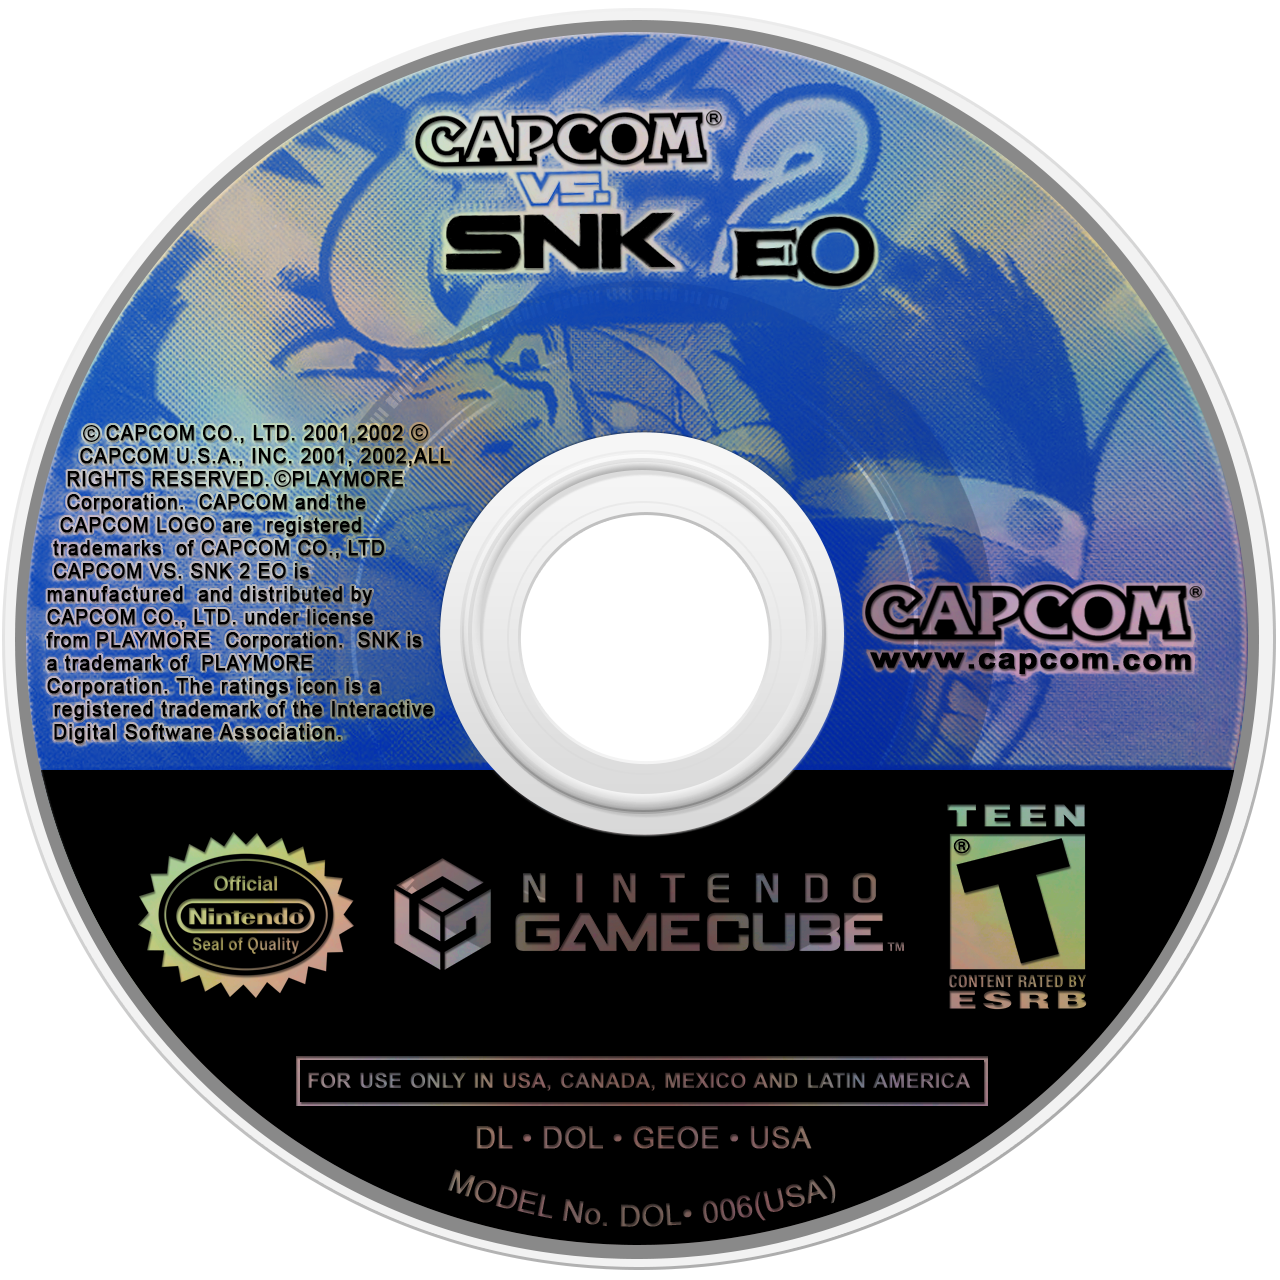 CAPCOM®
VS.
SNK 2 EO
© CAPCOM CO., LTD. 2001,2002 ©
CAPCOM U.S.A., INC. 2001, 2002,ALL
RIGHTS RESERVED. ©PLAYMORE
Corporation. CAPCOM and the
CAPCOM LOGO are registered
trademarks of CAPCOM CO., LTD
CAPCOM VS. SNK 2 EO is
manufactured and distributed by
CAPCOM CO., LTD. under license
from PLAYMORE Corporation. SNK is
a trademark of PLAYMORE
Corporation. The ratings icon is a
registered trademark of the Interactive
Digital Software Association.
CAPCOM®
www.capcom.com
Official
Nintendo®
Seal of Quality
NINTENDO
GAMECUBE™
TEEN
® T
CONTENT RATED BY
ESRB
FOR USE ONLY IN USA, CANADA, MEXICO AND LATIN AMERICA
DL • DOL • GEOE • USA
MODEL No. DOL• 006(USA)